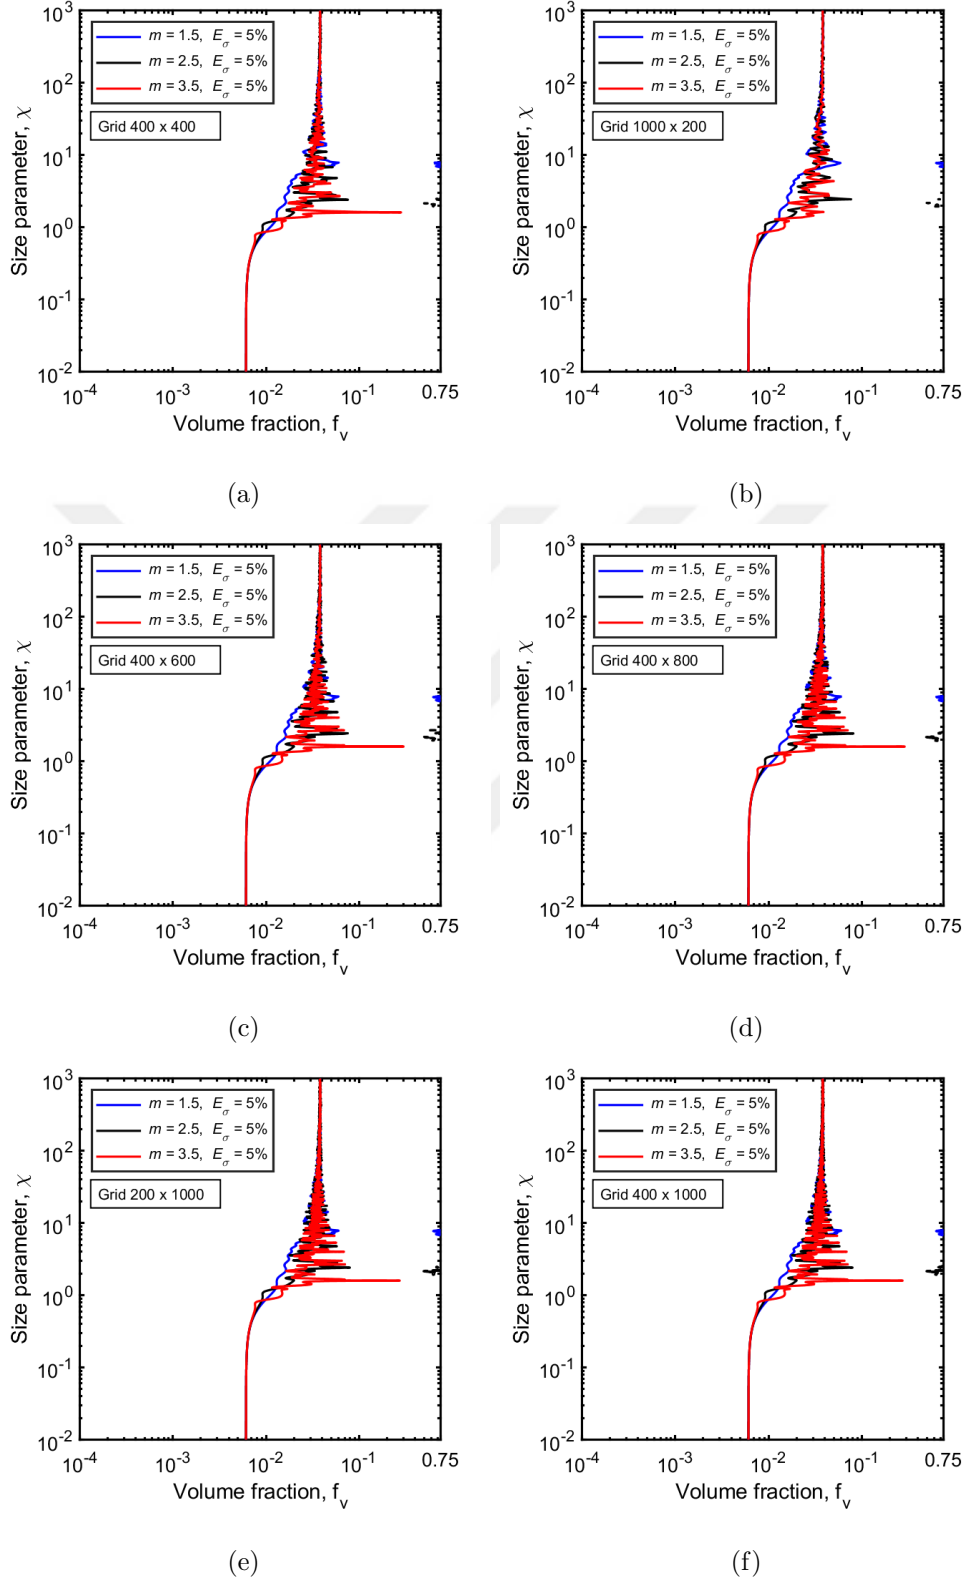 10^3
10^2
10^1
10^0
10^-1
10^-2
Size parameter, χ
m = 1.5, E_σ = 5%
m = 2.5, E_σ = 5%
m = 3.5, E_σ = 5%
Grid 400 x 400
10^-4 10^-3 10^-2 10^-1 0.75
Volume fraction, f_v
(a)
10^3
10^2
10^1
10^0
10^-1
10^-2
Size parameter, χ
m = 1.5, E_σ = 5%
m = 2.5, E_σ = 5%
m = 3.5, E_σ = 5%
Grid 1000 x 200
10^-4 10^-3 10^-2 10^-1 0.75
Volume fraction, f_v
(b)
10^3
10^2
10^1
10^0
10^-1
10^-2
Size parameter, χ
m = 1.5, E_σ = 5%
m = 2.5, E_σ = 5%
m = 3.5, E_σ = 5%
Grid 400 x 600
10^-4 10^-3 10^-2 10^-1 0.75
Volume fraction, f_v
(c)
10^3
10^2
10^1
10^0
10^-1
10^-2
Size parameter, χ
m = 1.5, E_σ = 5%
m = 2.5, E_σ = 5%
m = 3.5, E_σ = 5%
Grid 400 x 800
10^-4 10^-3 10^-2 10^-1 0.75
Volume fraction, f_v
(d)
10^3
10^2
10^1
10^0
10^-1
10^-2
Size parameter, χ
m = 1.5, E_σ = 5%
m = 2.5, E_σ = 5%
m = 3.5, E_σ = 5%
Grid 200 x 1000
10^-4 10^-3 10^-2 10^-1 0.75
Volume fraction, f_v
(e)
10^3
10^2
10^1
10^0
10^-1
10^-2
Size parameter, χ
m = 1.5, E_σ = 5%
m = 2.5, E_σ = 5%
m = 3.5, E_σ = 5%
Grid 400 x 1000
10^-4 10^-3 10^-2 10^-1 0.75
Volume fraction, f_v
(f)